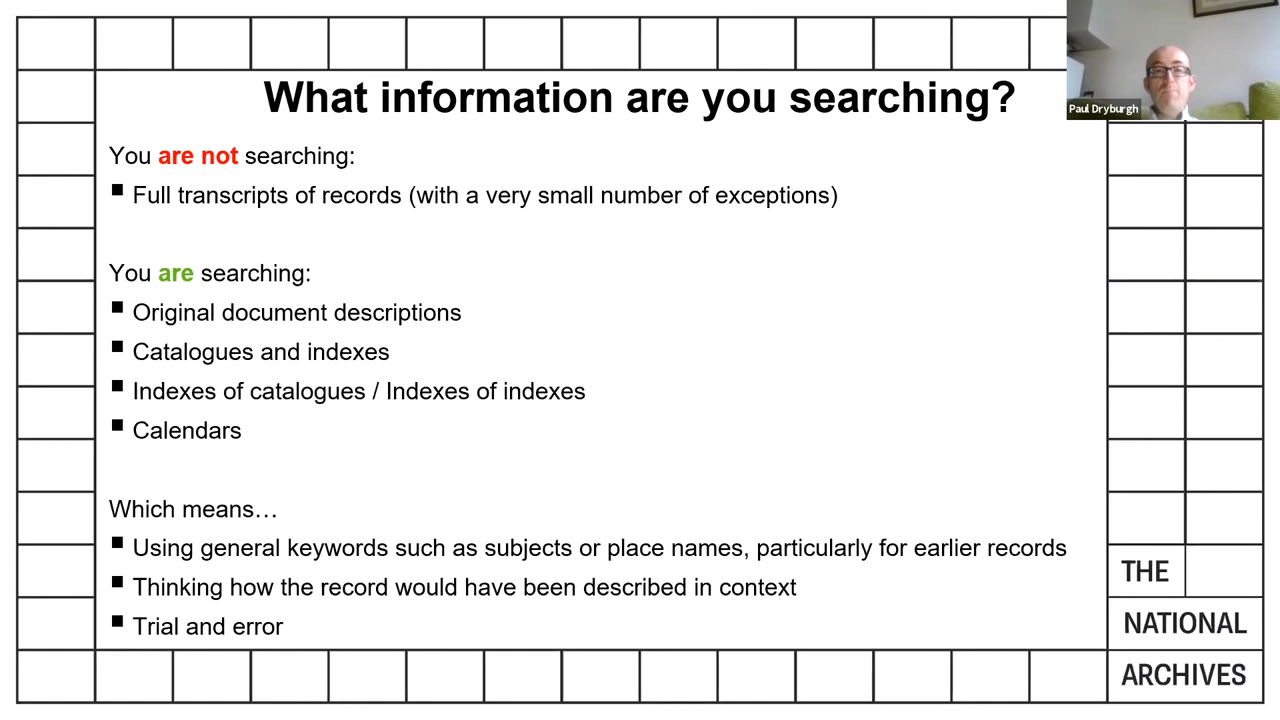 What information are you searching?
Paul Dryburgh
You are not searching:
Full transcripts of records (with a very small number of exceptions)
You are searching:
Original document descriptions
Catalogues and indexes
Indexes of catalogues / Indexes of indexes
Calendars
Which means…
Using general keywords such as subjects or place names, particularly for earlier records
Thinking how the record would have been described in context
Trial and error
THE
NATIONAL
ARCHIVES